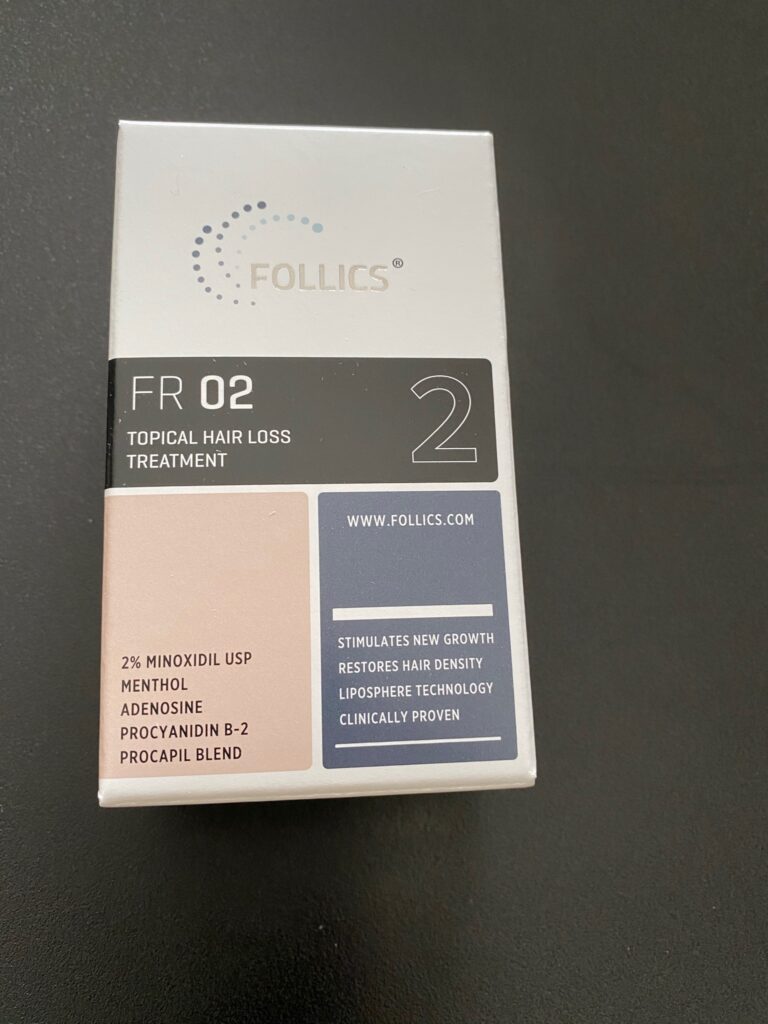 FOLLICS®
FR 02
TOPICAL HAIR LOSS
TREATMENT
2
2% MINOXIDIL USP
MENTHOL
ADENOSINE
PROCYANIDIN B-2
PROCAPIL BLEND
WWW.FOLLICS.COM
STIMULATES NEW GROWTH
RESTORES HAIR DENSITY
LIPOSPHERE TECHNOLOGY
CLINICALLY PROVEN